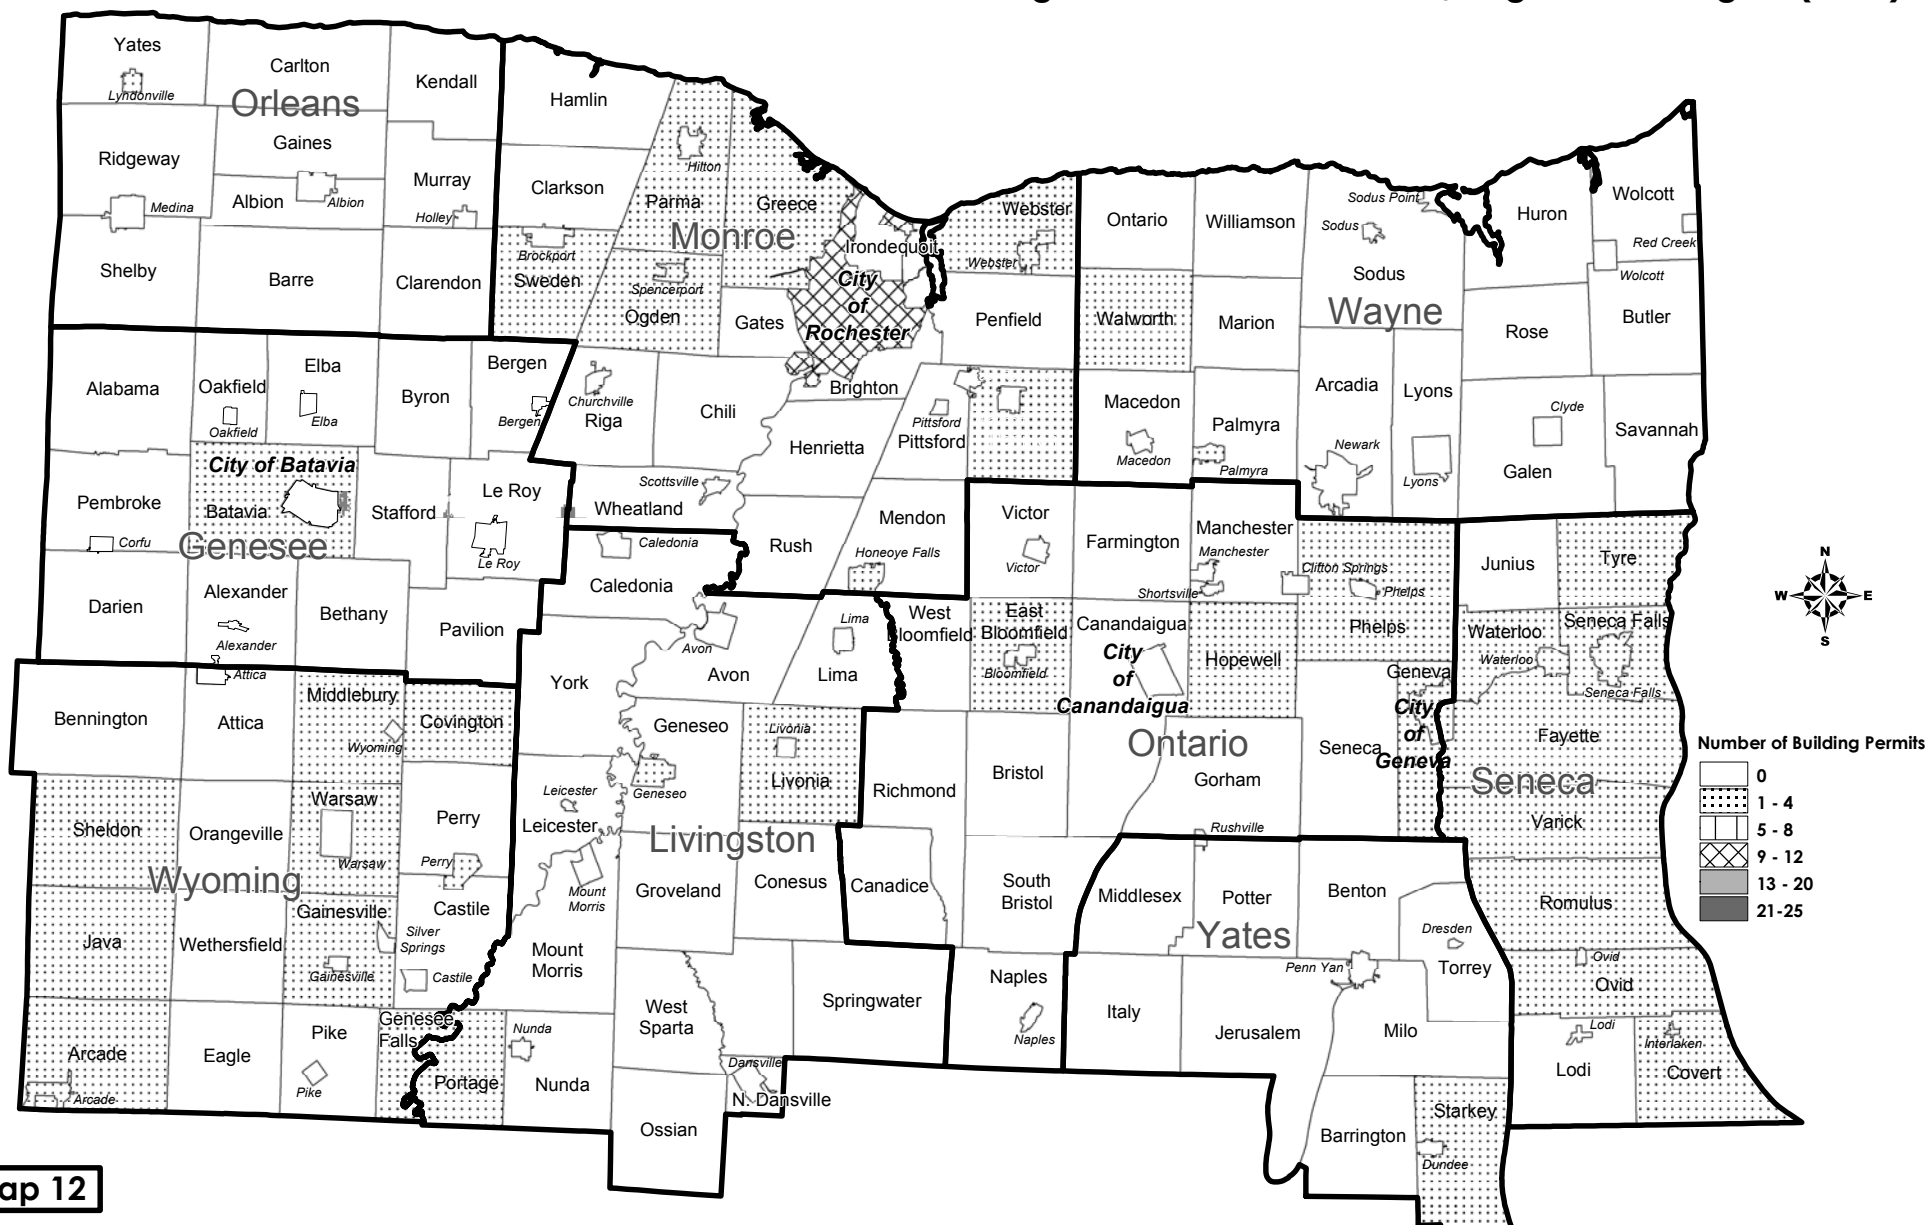 Yates
Lyndonville
Carlton
Kendall
Orleans
Ridgeway
Gaines
Medina
Albion
Albion
Murray
Holley
Shelby
Barre
Clarendon
Hamlin
Clarkson
Hilton
Parma
Greece
Monroe
Brockport
Sweden
Spencerport
Ogden
Gates
Irondequoit
City
of
Rochester
Webster
Webster
Penfield
Brighton
Churchville
Riga
Chili
Henrietta
Pittsford
Pittsford
Scottsville
Wheatland
Rush
Mendon
Honeoye Falls
Ontario
Williamson
Sodus Point
Sodus
Sodus
Wayne
Huron
Wolcott
Red Creek
Wolcott
Walworth
Marion
Rose
Butler
Macedon
Macedon
Palmyra
Palmyra
Arcadia
Newark
Lyons
Lyons
Clyde
Galen
Savannah
Alabama
Oakfield
Oakfield
Elba
Elba
Byron
Bergen
Bergen
City of Batavia
Batavia
Pembroke
Corfu
Genesee
Stafford
Le Roy
Le Roy
Darien
Alexander
Alexander
Bethany
Pavilion
Bennington
Attica
Attica
Middlebury
Wyoming
Covington
Sheldon
Orangeville
Warsaw
Warsaw
Perry
Perry
Wyoming
Java
Wethersfield
Gainesville
Gainesville
Silver
Springs
Castile
Castile
Arcade
Arcade
Eagle
Pike
Pike
Genesee
Falls
Caledonia
Caledonia
Avon
Avon
Lima
Lima
York
Geneseo
Geneseo
Livonia
Livonia
Leicester
Leicester
Livingston
Mount
Morris
Groveland
Conesus
Mount
Morris
West
Sparta
Springwater
Portage
Nunda
Nunda
Dansville
N. Dansville
Ossian
Victor
Victor
Farmington
Manchester
Manchester
Clifton Springs
Shortsville
Phelps
Phelps
West
Bloomfield
East
Bloomfield
Bloomfield
Canandaigua
City
of
Canandaigua
Hopewell
Geneva
City
of
Geneva
Seneca
Ontario
Gorham
Rushville
Richmond
Bristol
Canadice
South
Bristol
Naples
Naples
Junius
Tyre
Waterloo
Waterloo
Seneca Falls
Seneca Falls
Fayette
Seneca
Varick
Romulus
Ovid
Ovid
Lodi
Lodi
Interlaken
Covert
Middlesex
Potter
Benton
Yates
Dresden
Torrey
Penn Yan
Italy
Jerusalem
Milo
Barrington
Starkey
Dundee
N
W E
S
Number of Building Permits
0
1 - 4
5 - 8
9 - 12
13 - 20
21-25
ap 12